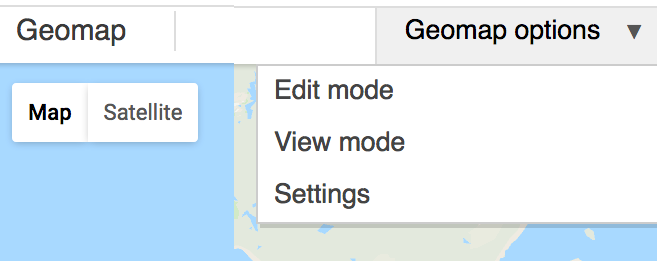 Geomap
Geomap options ▼
Map Satellite
Edit mode
View mode
Settings